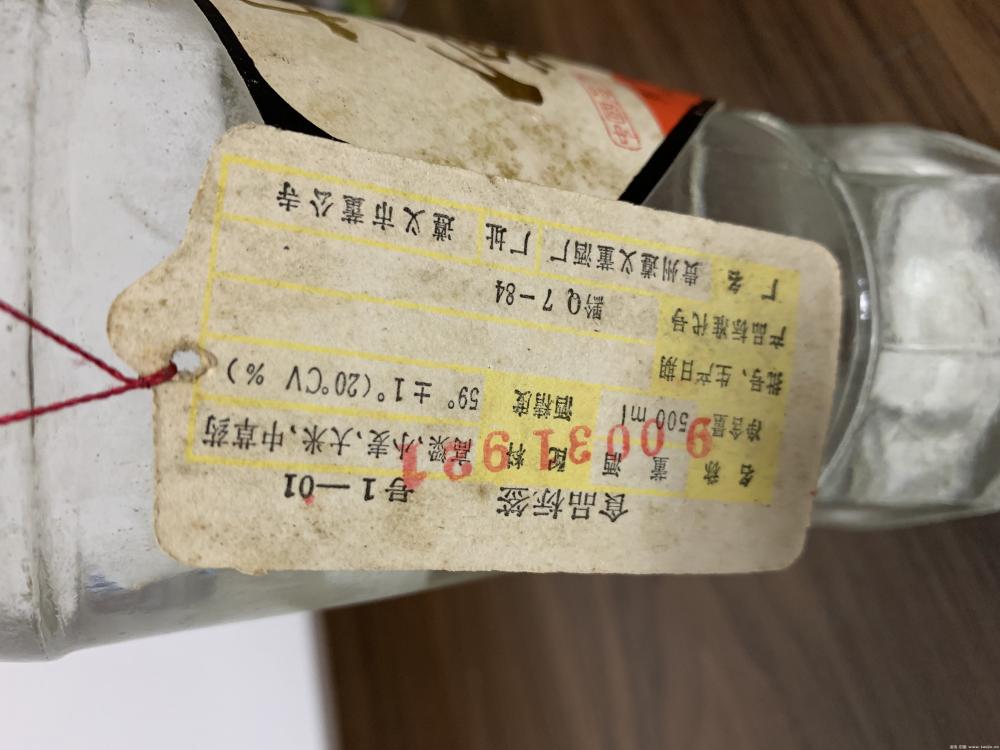 食品标签 号1—01
名称 董酒 配料 高粱,小麦,大米,中草药
净含量 500ml 酒精度 59°±1°(20°CV %)
批号、生产日期
产品标准代号 黔Q7-84
厂名 贵州遵义董酒厂 厂址 遵义市董公寺